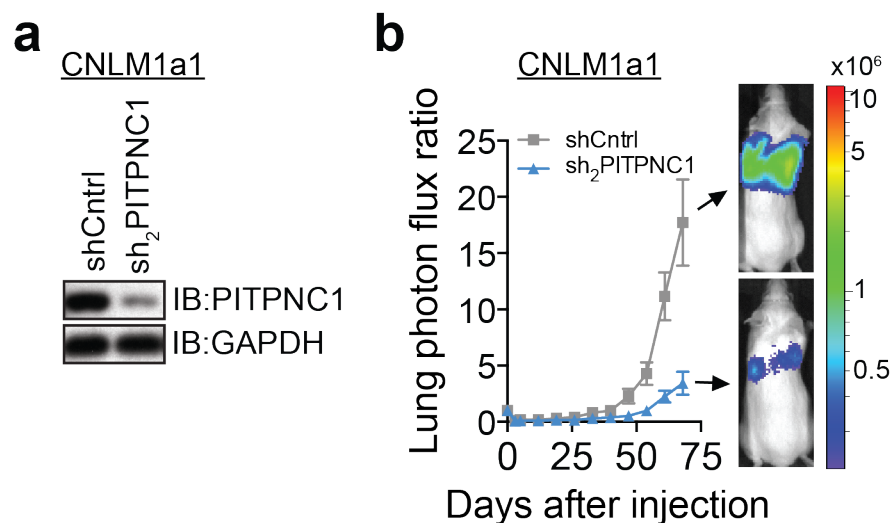 a
CNLM1a1
shCntrl
sh2PITPNC1
IB:PITPNC1
IB:GAPDH
b
CNLM1a1
Lung photon flux ratio
25
20
15
10
5
0
shCntrl
sh2PITPNC1
0 25 50 75
Days after injection
x10⁶
10
5
1
0.5